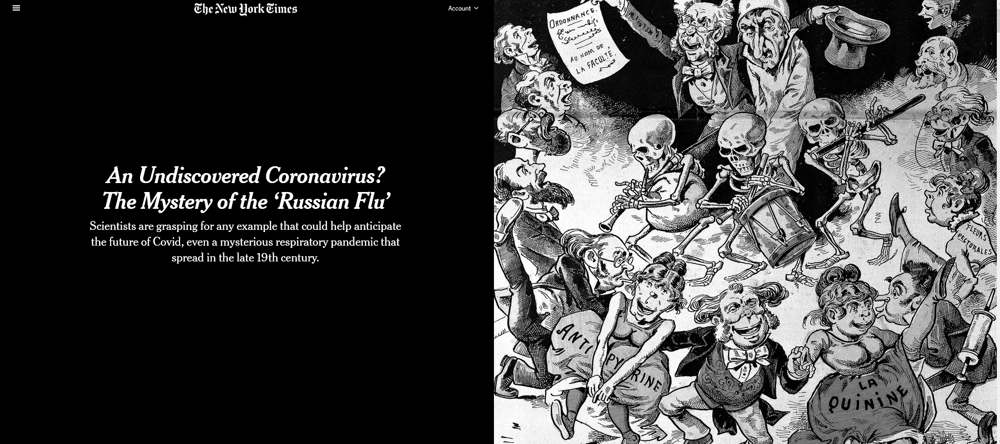 The New York Times
Account
An Undiscovered Coronavirus?
The Mystery of the ‘Russian Flu’
Scientists are grasping for any example that could help anticipate
the future of Covid, even a mysterious respiratory pandemic that
spread in the late 19th century.
ORDONNANCE.
AU NOM DE
LA FACULTÉ.
FLEURS
PECTORALES
ANTI
PYRINE
LA
QUININE